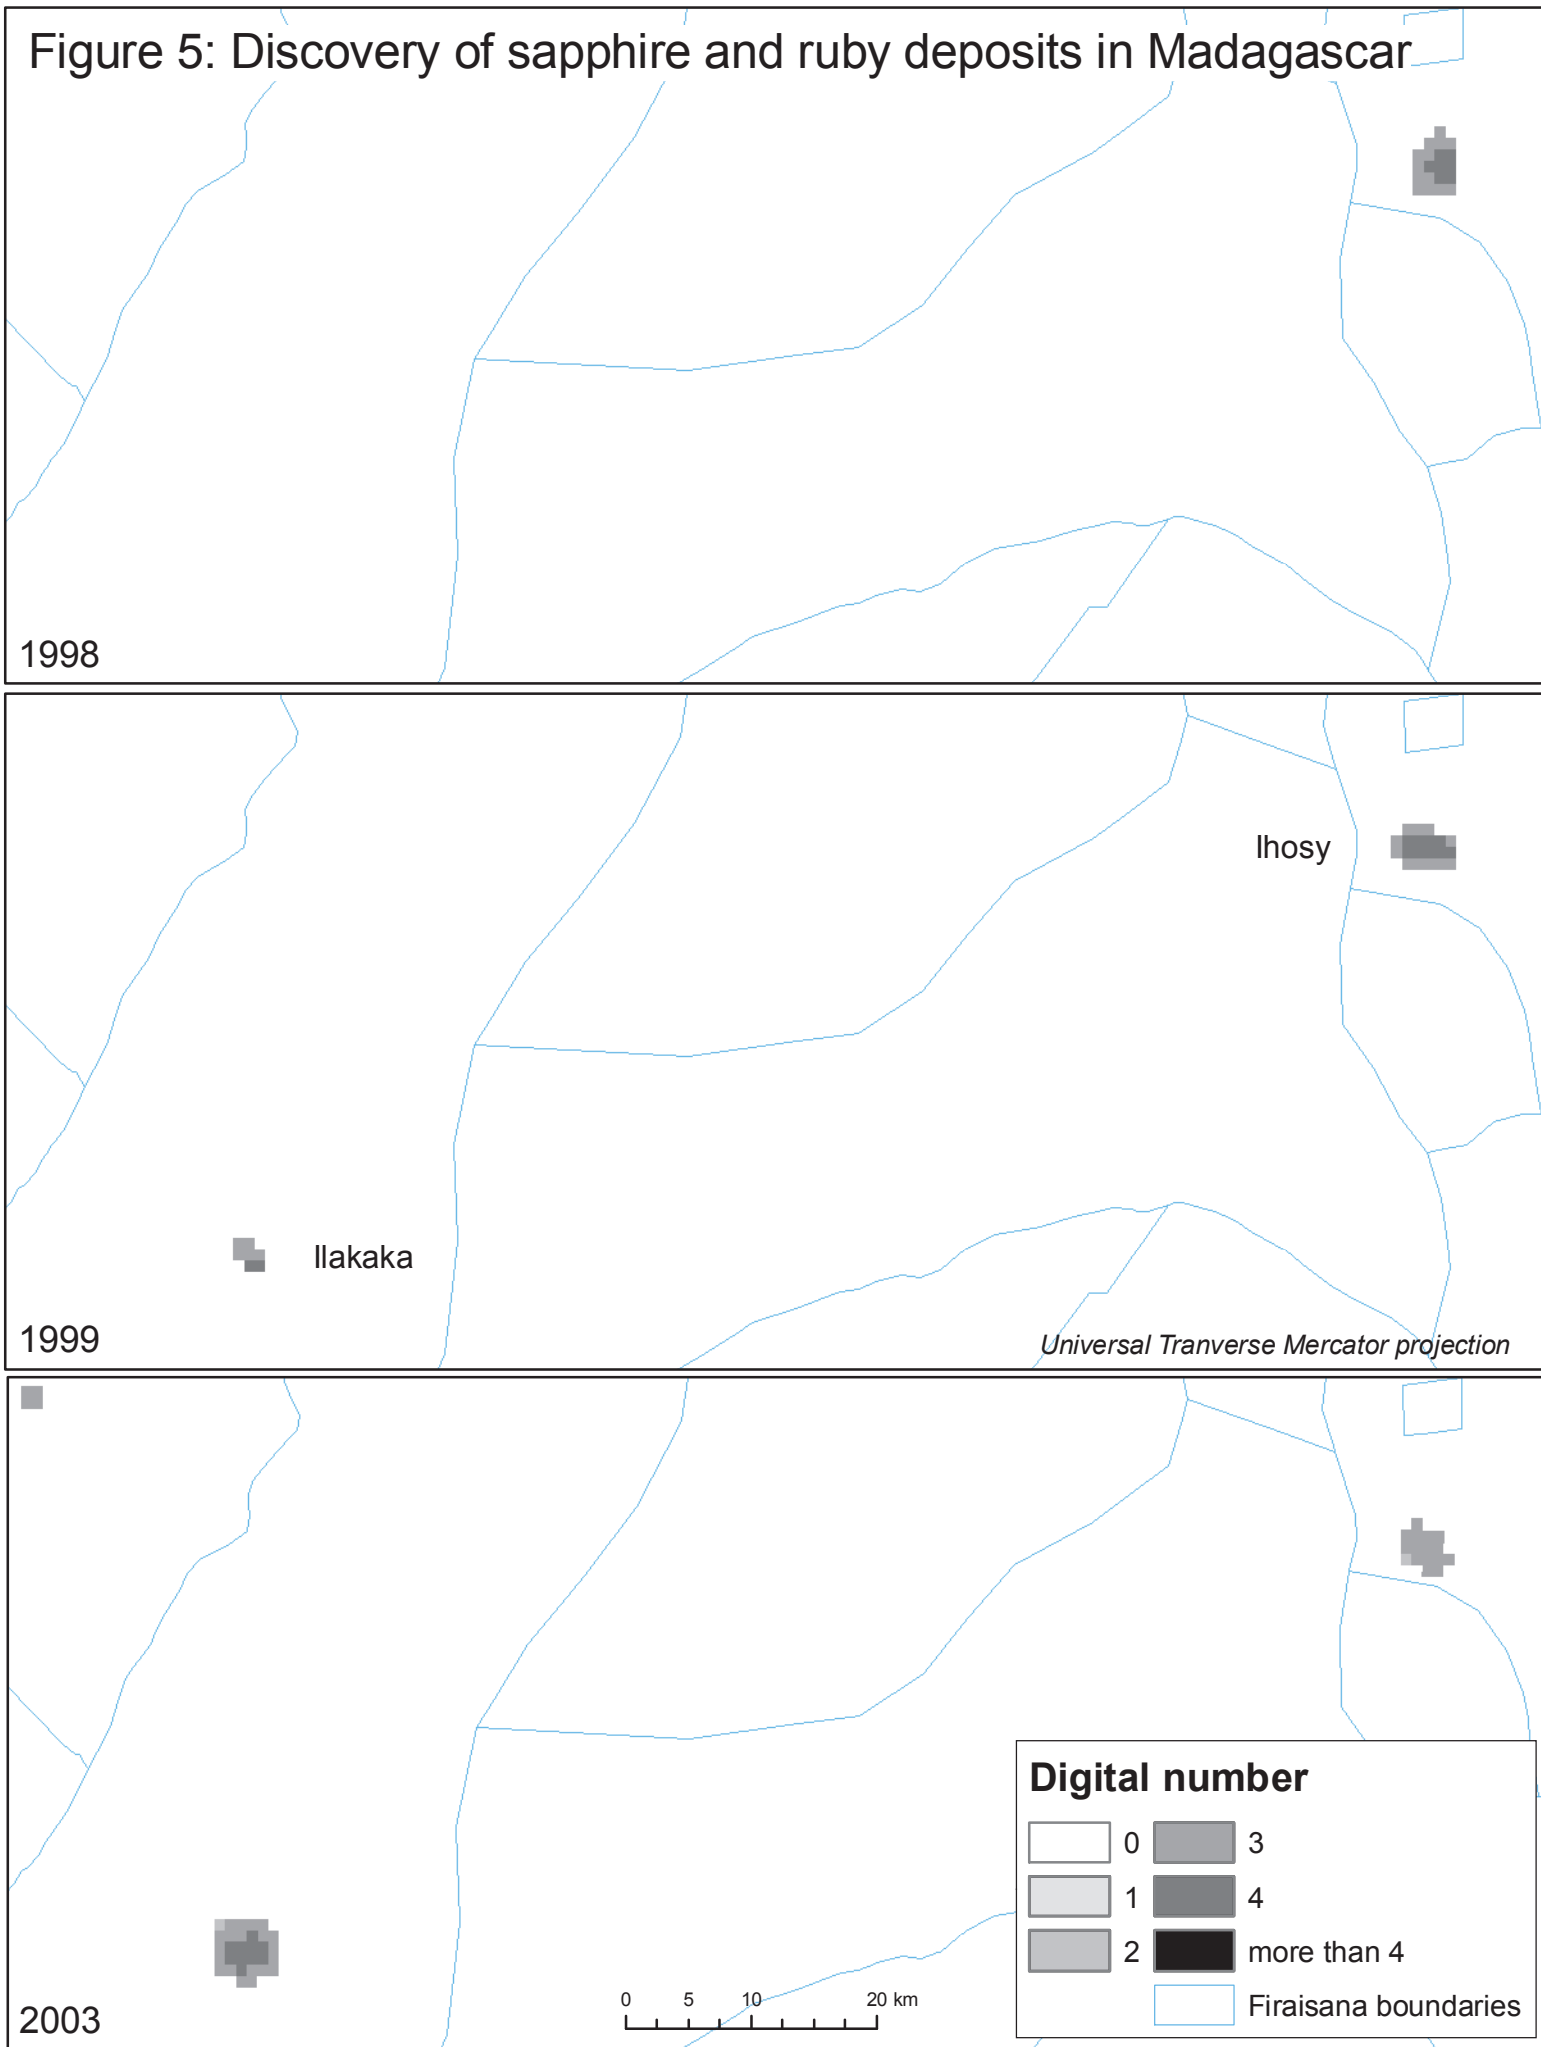 Figure 5: Discovery of sapphire and ruby deposits in Madagascar
1998
Ihosy
Ilakaka
1999
Universal Tranverse Mercator projection
Digital number
0 3
1 4
2 more than 4
Firaisana boundaries
0 5 10 20 km
2003